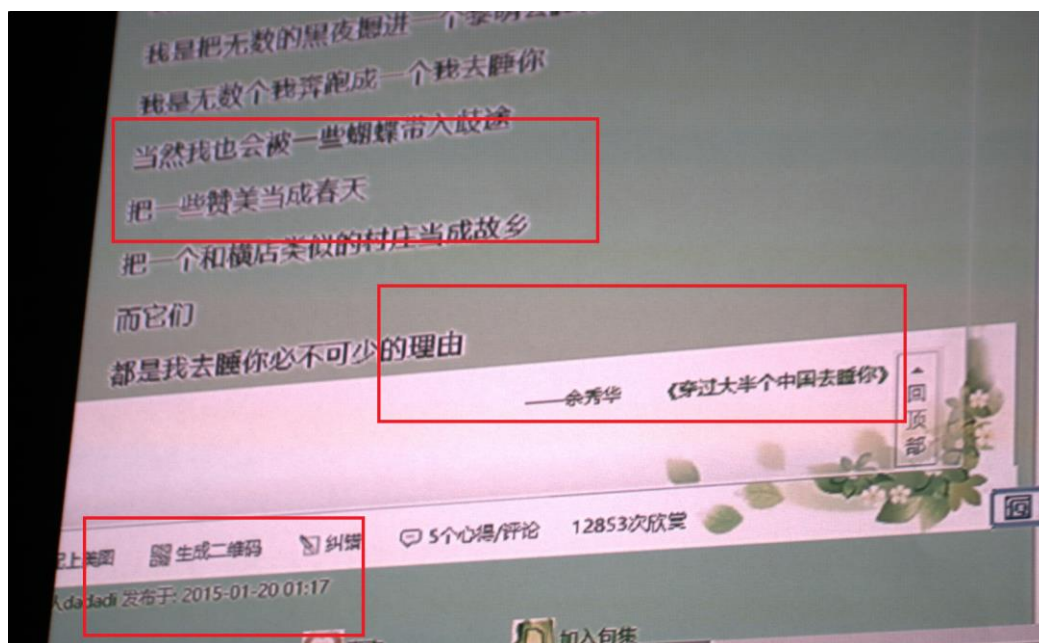 我是把无数的黑夜摁进一个黎明去
我是无数个我奔跑成一个我去睡你
当然我也会被一些蝴蝶带入歧途
把一些赞美当成春天
把一个和横店类似的村庄当成故乡
而它们
都是我去睡你必不可少的理由
——余秀华 《穿过大半个中国去睡你》
回顶部
上美图 生成二维码 纠错 5个心得/评论 12853次欣赏
dadadi 发布于: 2015-01-20 01:17
加入句集